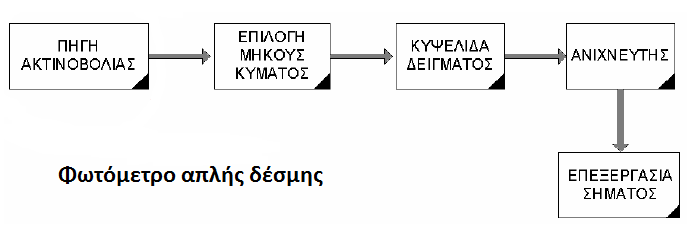 ΠΗΓΗ
ΑΚΤΙΝΟΒΟΛΙΑΣ
ΕΠΙΛΟΓΗ
ΜΗΚΟΥΣ
ΚΥΜΑΤΟΣ
ΚΥΨΕΛΙΔΑ
ΔΕΙΓΜΑΤΟΣ
ΑΝΙΧΝΕΥΤΗΣ
ΕΠΕΞΕΡΓΑΣΙΑ
ΣΗΜΑΤΟΣ
Φωτόμετρο απλής δέσμης